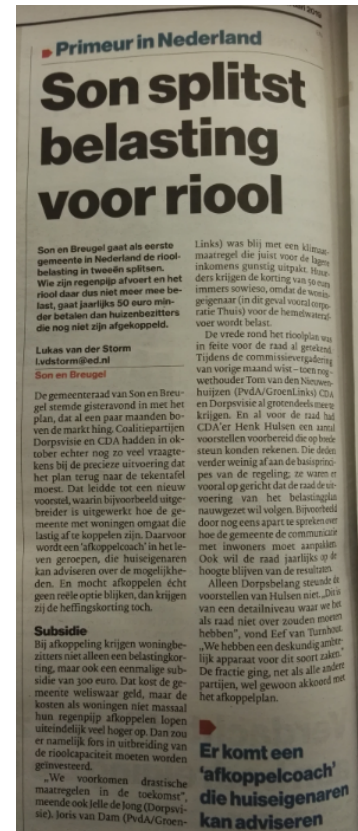 2019
Primeur in Nederland
Son splitst
belasting
voor riool
Son en Breugel gaat als eerste
gemeente in Nederland de riool-
belasting in tweeën splitsen.
Wie zijn regenpijp afvoert en het
riool daar dus niet meer mee be-
last, gaat jaarlijks 50 euro min-
der betalen dan huizenbezitters
die nog niet zijn afgekoppeld.
Lukas van der Storm
l.vdstorm@ed.nl
Son en Breugel
De gemeenteraad van Son en Breu-
gel stemde gisteravond in met het
plan, dat al een paar maanden bo-
ven de markt hing. Coalitiepartijen
Dorpsvisie en CDA hadden in ok-
tober echter nog zo veel vraagte-
kens bij de precieze uitvoering dat
het plan terug naar de tekentafel
moest. Dat leidde tot een nieuw
voorstel, waarin bijvoorbeeld uitge-
breider is uitgewerkt hoe de ge-
meente met woningen omgaat die
lastig af te koppelen zijn. Daarvoor
wordt een 'afkoppelcoach' in het le-
ven geroepen, die huiseigenaren
kan adviseren over de mogelijkhe-
den. En mocht afkoppelen écht
geen reële optie blijken, dan krijgen
zij de heffingskorting toch.
Subsidie
Bij afkoppeling krijgen woningbe-
zitters niet alleen een belastingkor-
ting, maar ook een eenmalige sub-
sidie van 300 euro. Dat kost de ge-
meente weliswaar geld, maar de
kosten als woningen niet massaal
hun regenpijp afkoppelen lopen
uiteindelijk veel hoger op. Dan zou
er namelijk fors in uitbreiding van
de rioolcapaciteit moeten worden
geïnvesteerd.
„We voorkomen drastische
maatregelen in de toekomst”,
meende ook Jelle de Jong (Dorpsvi-
sie). Joris van Dam (PvdA/Groen-
Links) was blij met een klimaat-
maatregel die juist voor de lagere
inkomens gunstig uitpakt. Huur-
ders krijgen de korting van 50 euro
immers sowieso, omdat de wonin-
geigenaar (in dit geval vooral corpo-
ratie Thuis) voor de hemelwateraf-
voer wordt belast.
De vrede rond het rioolplan was
in feite voor de raad al getekend.
Tijdens de commissievergadering
van vorige maand wist – toen nog –
wethouder Tom van den Nieuwen-
huijzen (PvdA/GroenLinks) CDA
en Dorpsvisie al grotendeels mee te
krijgen. En al voor de raad had
CDA'er Henk Hulsen een aantal
voorstellen voorbereid die op brede
steun konden rekenen. Die deden
verder weinig af aan de basisprinci-
pes van de regeling; ze waren er
vooral op gericht dat de raad de uit-
voering van het belastingplan
nauwgezet wil volgen. Bijvoorbeeld
door nog eens apart te spreken over
hoe de gemeente de communicatie
met inwoners moet aanpakken.
Ook wil de raad jaarlijks op de
hoogte blijven van de resultaten.
Alleen Dorpsbelang steunde de
voorstellen van Hulsen niet. „Dit is
van een detailniveau waar we het
als raad niet over zouden moeten
hebben”, vond Eef van Turnhout.
„We hebben een deskundig ambte-
lijk apparaat voor dit soort zaken.”
De fractie ging, net als alle andere
partijen, wel gewoon akkoord met
het afkoppelplan.
Er komt een
'afkoppelcoach'
die huiseigenaren
kan adviseren